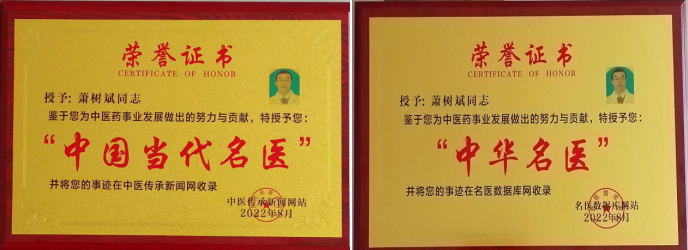 荣誉证书
CERTIFICATE OF HONOR
授予: 萧树斌同志
鉴于您为中医药事业发展做出的努力与贡献，特授予您:
“中国当代名医”
并将您的事迹在中医传承新闻网收录
中医传承新闻网站
2022年8月
荣誉证书
CERTIFICATE OF HONOR
授予: 萧树斌同志
鉴于您为中医药事业发展做出的努力与贡献，特授予您:
“中华名医”
并将您的事迹在名医数据库网收录
名医数据库网站
2022年8月